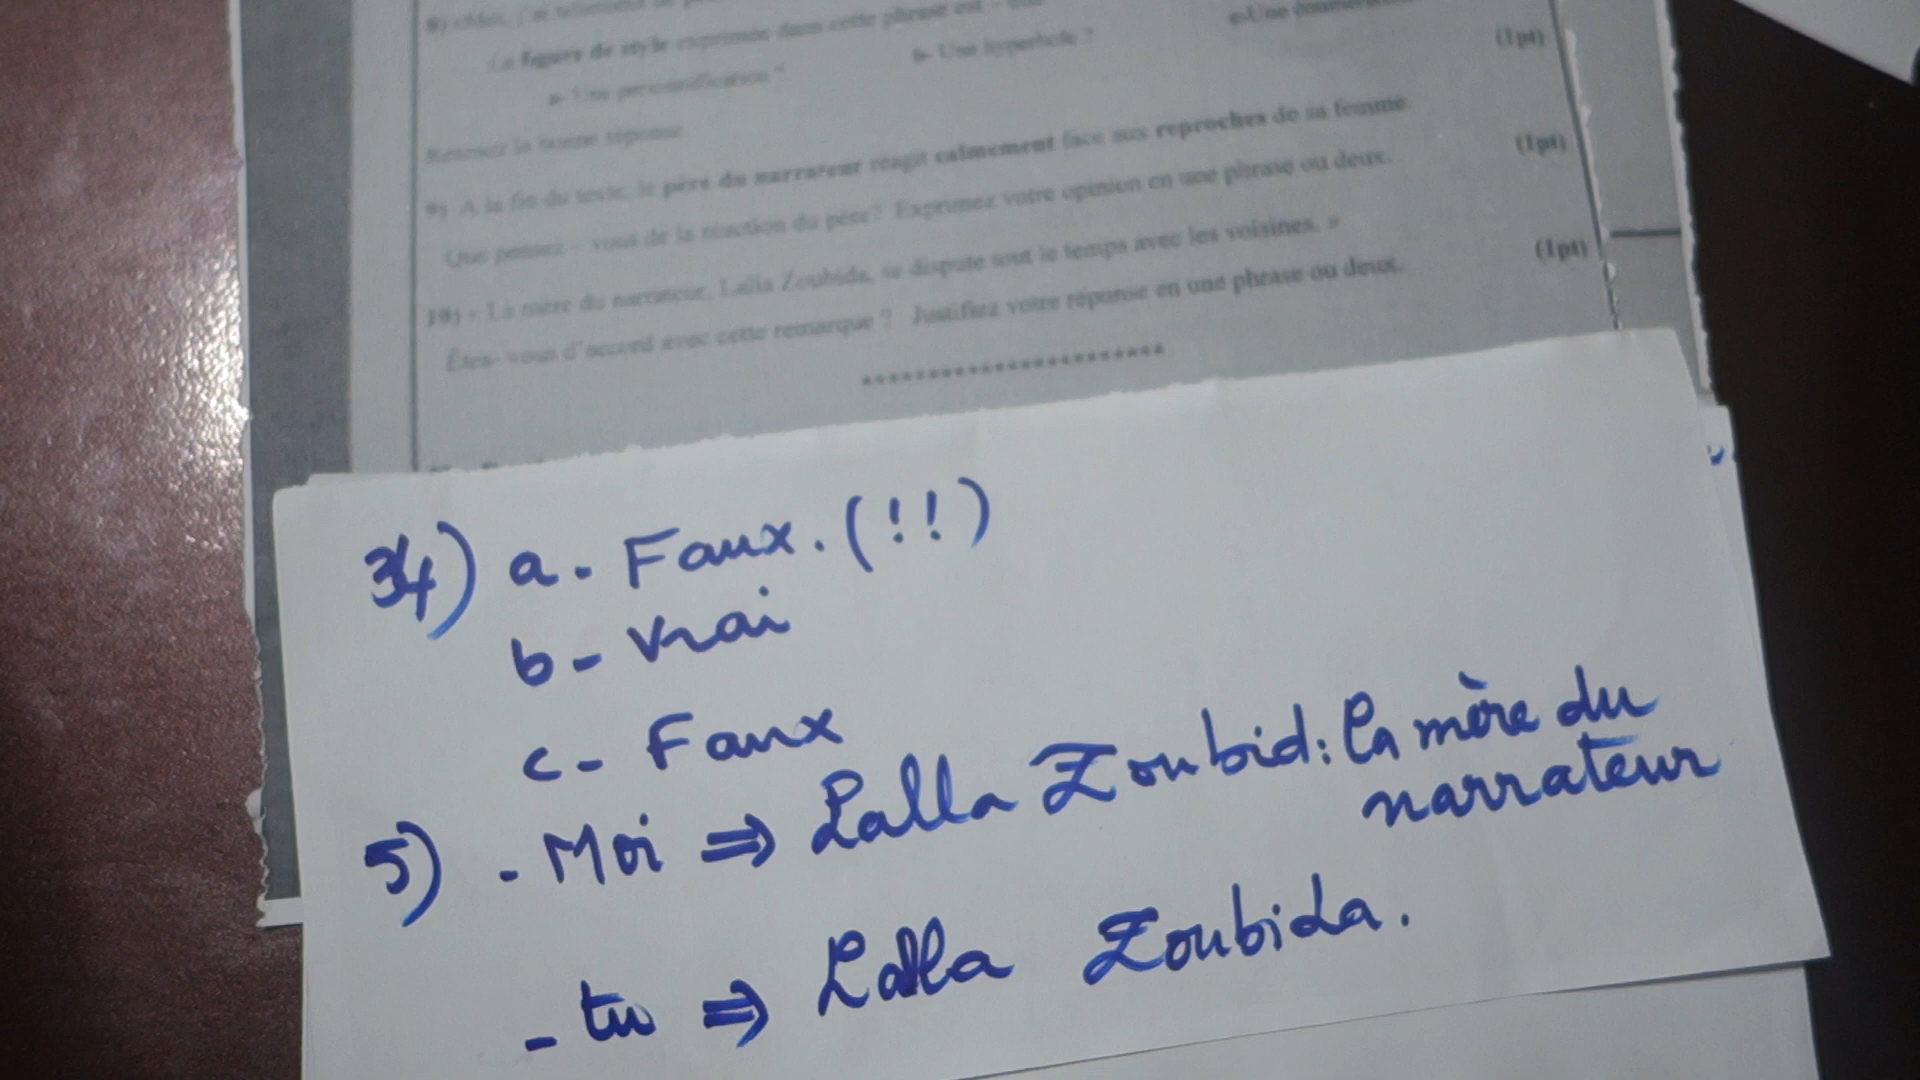 8) «Moi, j'ai
La figure de style exprimée dans cette phrase est
- Une personnification ? - Une hyperbole ? - Une
(1pt)
Relevez la bonne réponse
9) A la fin du texte, le père du narrateur réagit calmement face aux reproches de sa femme.
Que pensez – vous de la réaction du père? Exprimez votre opinion en une phrase ou deux. (1pt)
10) « La mère du narrateur, Lalla Zoubida, se dispute tout le temps avec les voisines. »
Êtes-vous d'accord avec cette remarque ? Justifiez votre réponse en une phrase ou deux. (1pt)
**********************
4) a - Faux. (!!)
b - Vrai
c - Faux
5) - Moi ⇒ Lalla Zoubid: la mère du
narrateur
- tu ⇒ Lalla Zoubida.